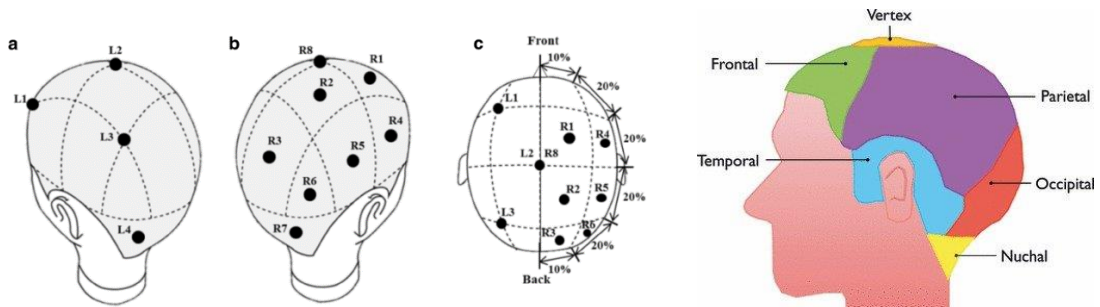 a
L2
L1
L3
L4
b
R8
R1
R2
R3
R4
R5
R6
R7
c
Front
10%
20%
L1
R1
R4
20%
L2
R8
R2
R5
20%
L3
R3
R6
20%
10%
Back
Vertex
Frontal
Parietal
Temporal
Occipital
Nuchal